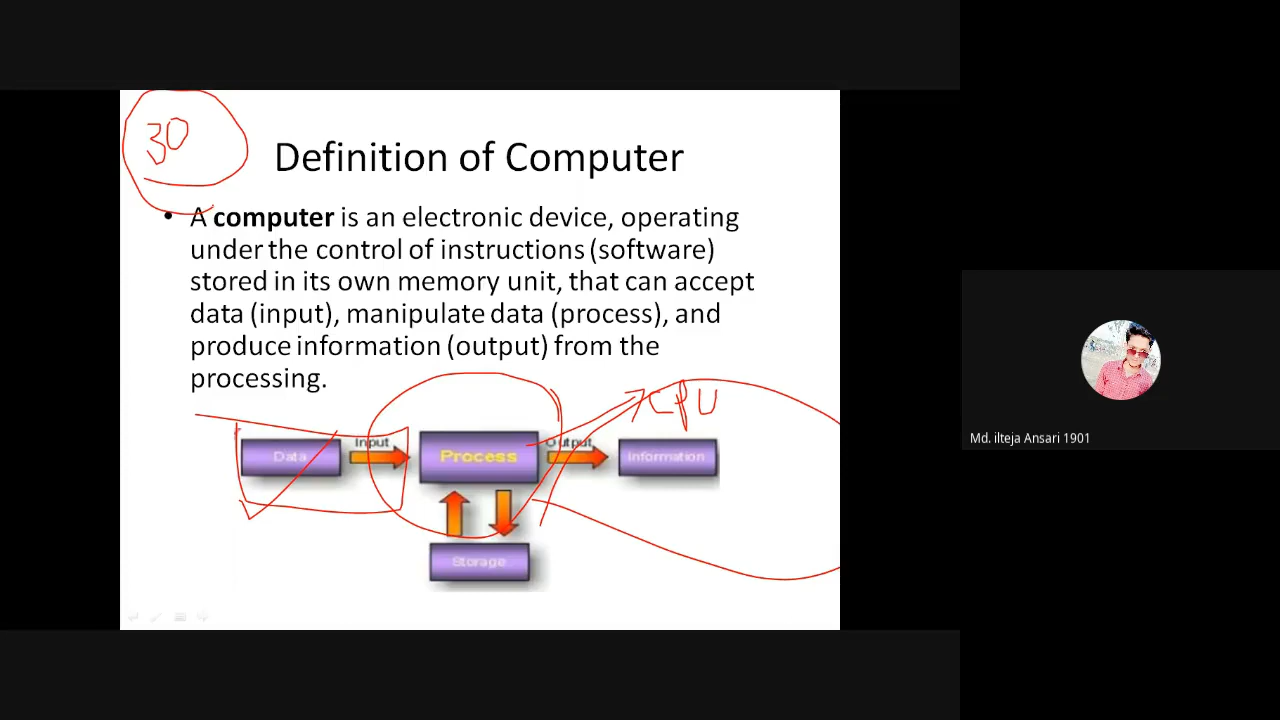 30
Definition of Computer
• A computer is an electronic device, operating
under the control of instructions (software)
stored in its own memory unit, that can accept
data (input), manipulate data (process), and
produce information (output) from the
processing.
CPU
Input
Output
Data
Process
Information
Storage
Md. ilteja Ansari 1901